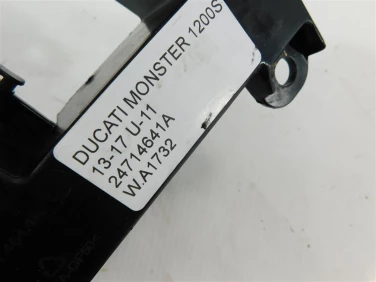 DUCATI MONSTER 1200S
13-17 U-11
24714641A
W.A1732